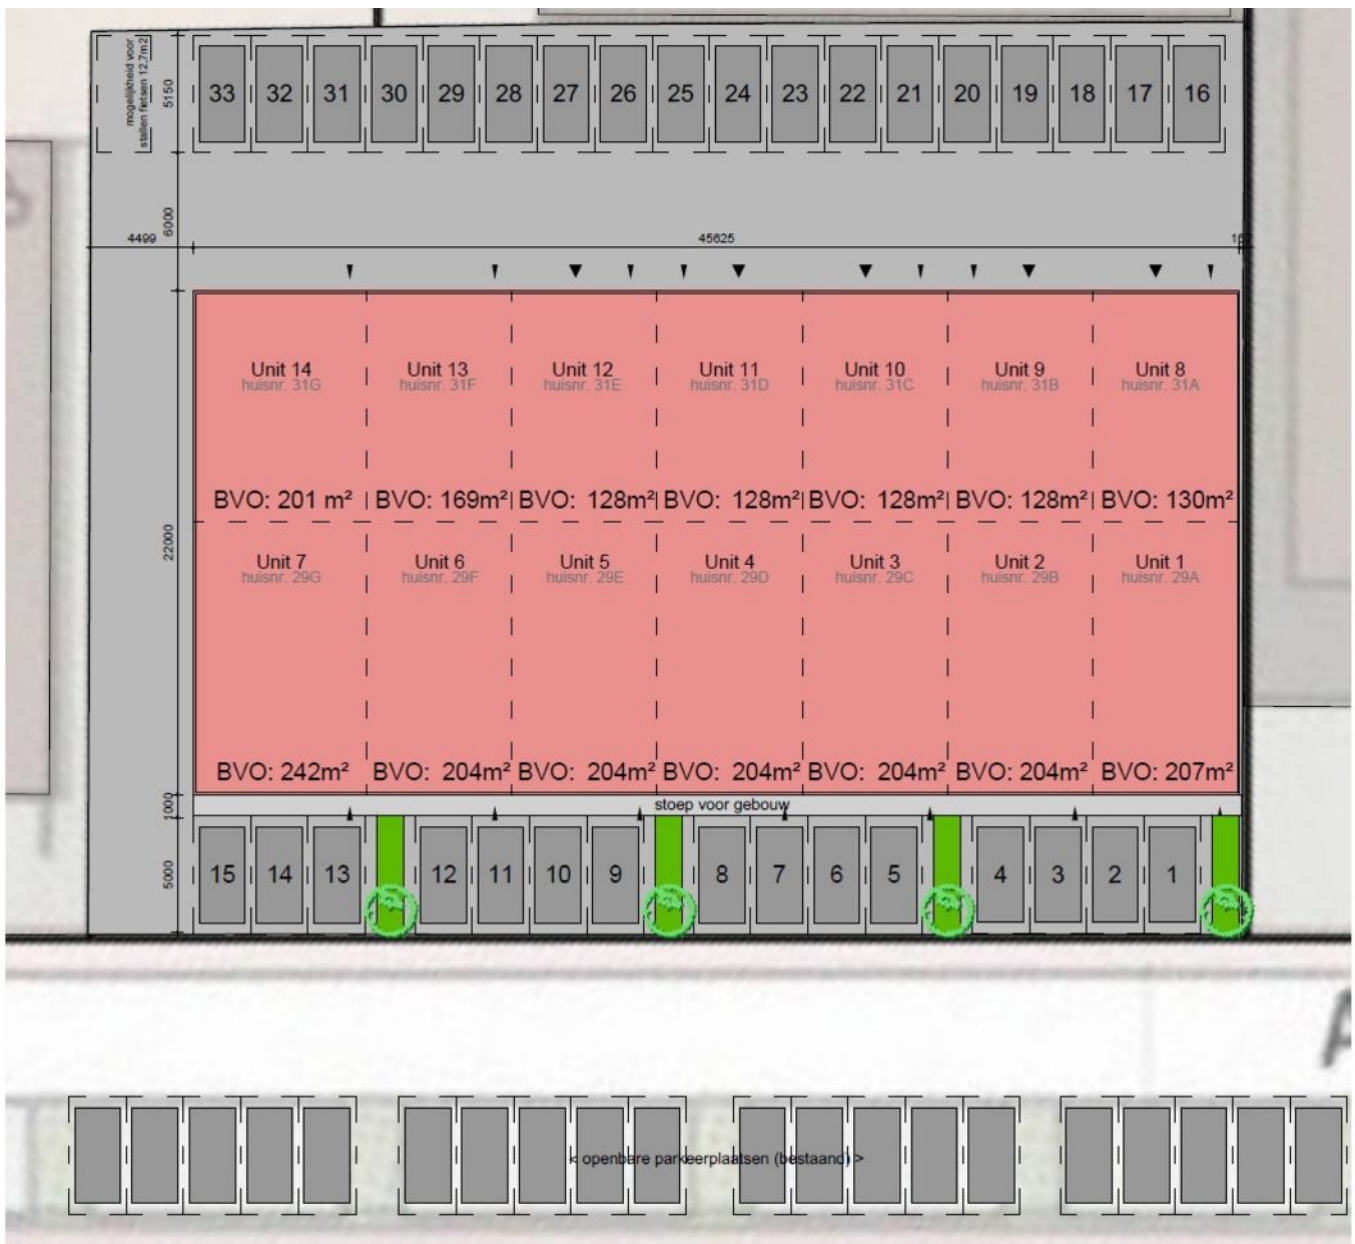 mogelijkheid voor
stallen fietsen 12,7m2
5150
33 32 31 30 29 28 27 26 25 24 23 22 21 20 19 18 17 16
6000
4499 45625
Unit 14 Unit 13 Unit 12 Unit 11 Unit 10 Unit 9 Unit 8
huisnr. 31G huisnr. 31F huisnr. 31E huisnr. 31D huisnr. 31C huisnr. 31B huisnr. 31A
BVO: 201 m² BVO: 169m² BVO: 128m² BVO: 128m² BVO: 128m² BVO: 128m² BVO: 130m²
22000
Unit 7 Unit 6 Unit 5 Unit 4 Unit 3 Unit 2 Unit 1
huisnr. 29G huisnr. 29F huisnr. 29E huisnr. 29D huisnr. 29C huisnr. 29B huisnr. 29A
BVO: 242m² BVO: 204m² BVO: 204m² BVO: 204m² BVO: 204m² BVO: 204m² BVO: 207m²
1000
stoep voor gebouw
5000
15 14 13 12 11 10 9 8 7 6 5 4 3 2 1
< openbare parkeerplaatsen (bestaand) >